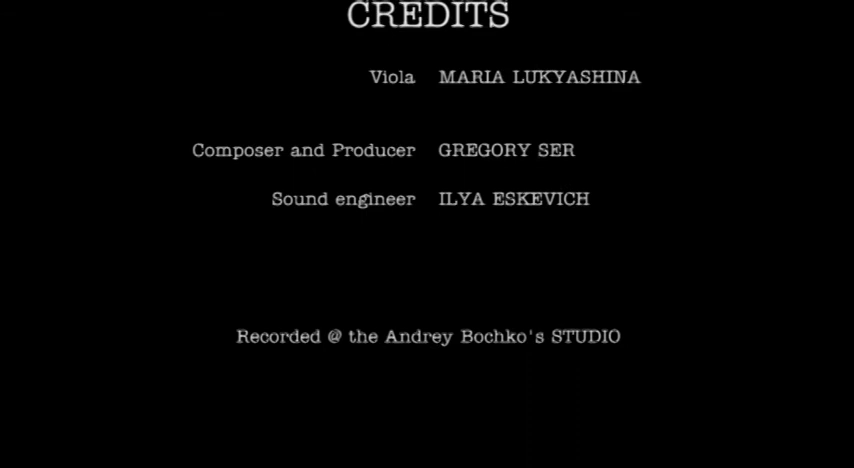 CREDITS
Viola MARIA LUKYASHINA
Composer and Producer GREGORY SER
Sound engineer ILYA ESKEVICH
Recorded @ the Andrey Bochko's STUDIO